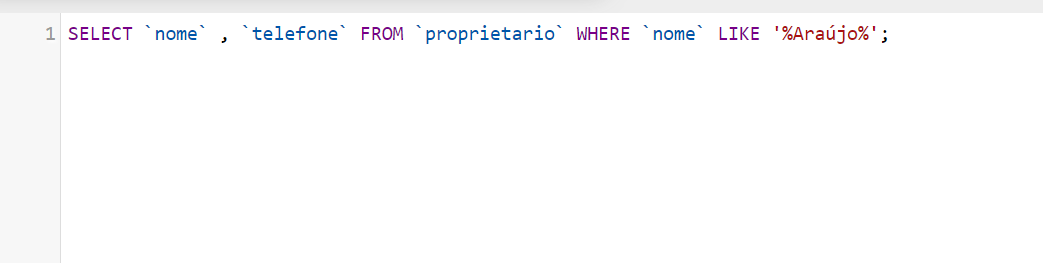 1 SELECT `nome` , `telefone` FROM `proprietario` WHERE `nome` LIKE '%Araújo%';